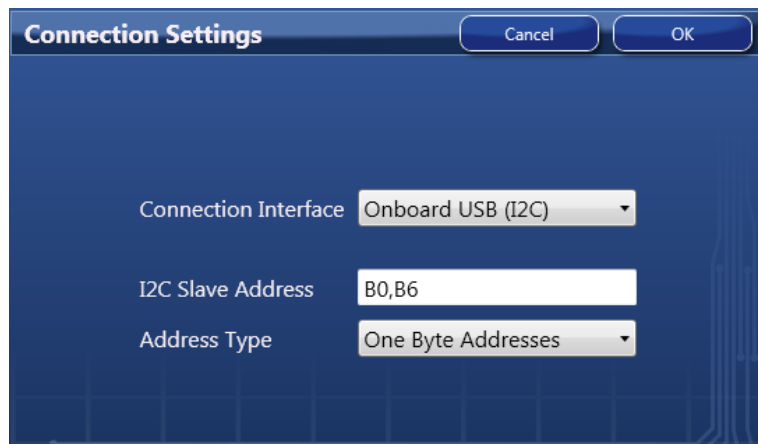 Connection Settings Cancel OK
Connection Interface Onboard USB (I2C)
I2C Slave Address B0,B6
Address Type One Byte Addresses